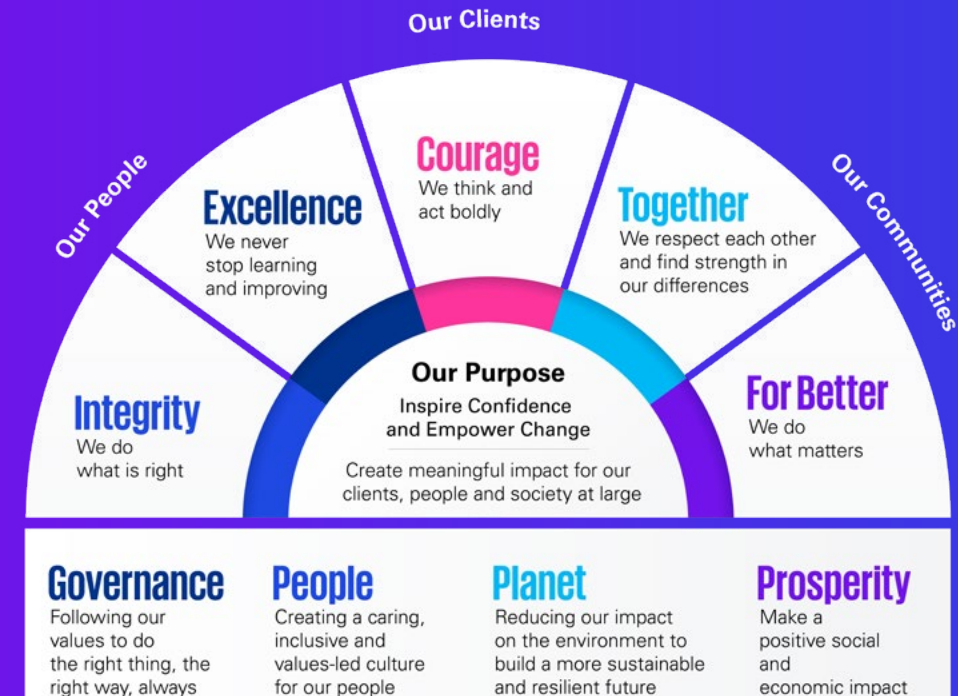 Our Clients
Our People
Our Communities
Integrity
We do
what is right
Excellence
We never
stop learning
and improving
Courage
We think and
act boldly
Together
We respect each other
and find strength in
our differences
For Better
We do
what matters
Our Purpose
Inspire Confidence
and Empower Change
Create meaningful impact for our
clients, people and society at large
Governance
Following our
values to do
the right thing, the
right way, always
People
Creating a caring,
inclusive and
values-led culture
for our people
Planet
Reducing our impact
on the environment to
build a more sustainable
and resilient future
Prosperity
Make a
positive social
and
economic impact